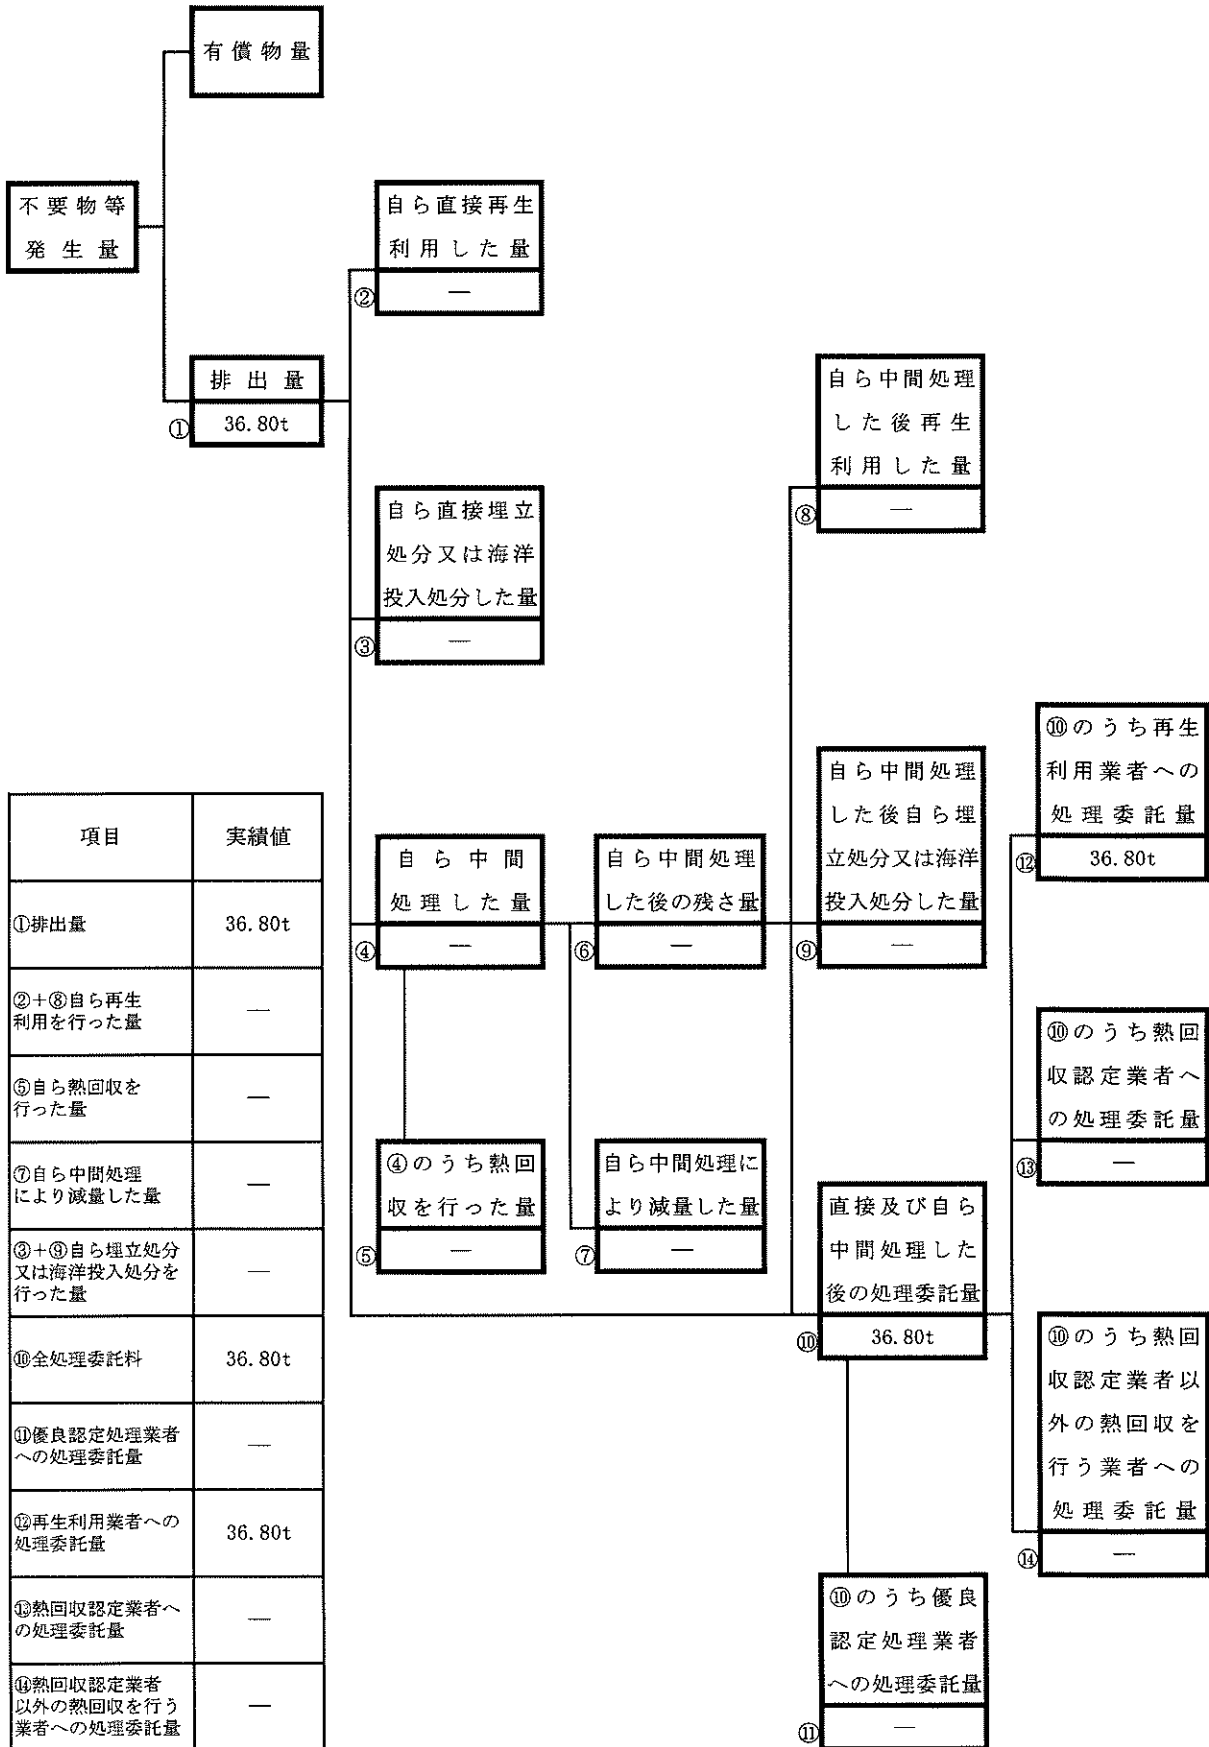 有償物量
不要物等
発生量
自ら直接再生
利用した量
②
—
排出量
①
36.80t
自ら中間処理
した後再生
利用した量
⑧
—
自ら直接埋立
処分又は海洋
投入処分した量
③
—
⑩のうち再生
利用業者への
処理委託量
⑫
36.80t
自ら中間処理
した後自ら埋
立処分又は海洋
投入処分した量
⑨
—
自ら中間
処理した量
④
—
自ら中間処理
した後の残さ量
⑥
—
⑩のうち熱回
収認定業者へ
の処理委託量
⑬
—
④のうち熱回
収を行った量
⑤
—
自ら中間処理に
より減量した量
⑦
—
直接及び自ら
中間処理した
後の処理委託量
⑩
36.80t
⑩のうち熱回
収認定業者以
外の熱回収を
行う業者への
処理委託量
⑭
—
⑩のうち優良
認定処理業者
への処理委託量
⑪
—
項目 実績値
①排出量 36.80t
②+⑧自ら再生
利用を行った量 —
⑤自ら熱回収を
行った量 —
⑦自ら中間処理
により減量した量 —
③+⑨自ら埋立処分
又は海洋投入処分を
行った量 —
⑩全処理委託料 36.80t
⑪優良認定処理業者
への処理委託量 —
⑫再生利用業者への
処理委託量 36.80t
⑬熱回収認定業者へ
の処理委託量 —
⑭熱回収認定業者
以外の熱回収を行う
業者への処理委託量 —